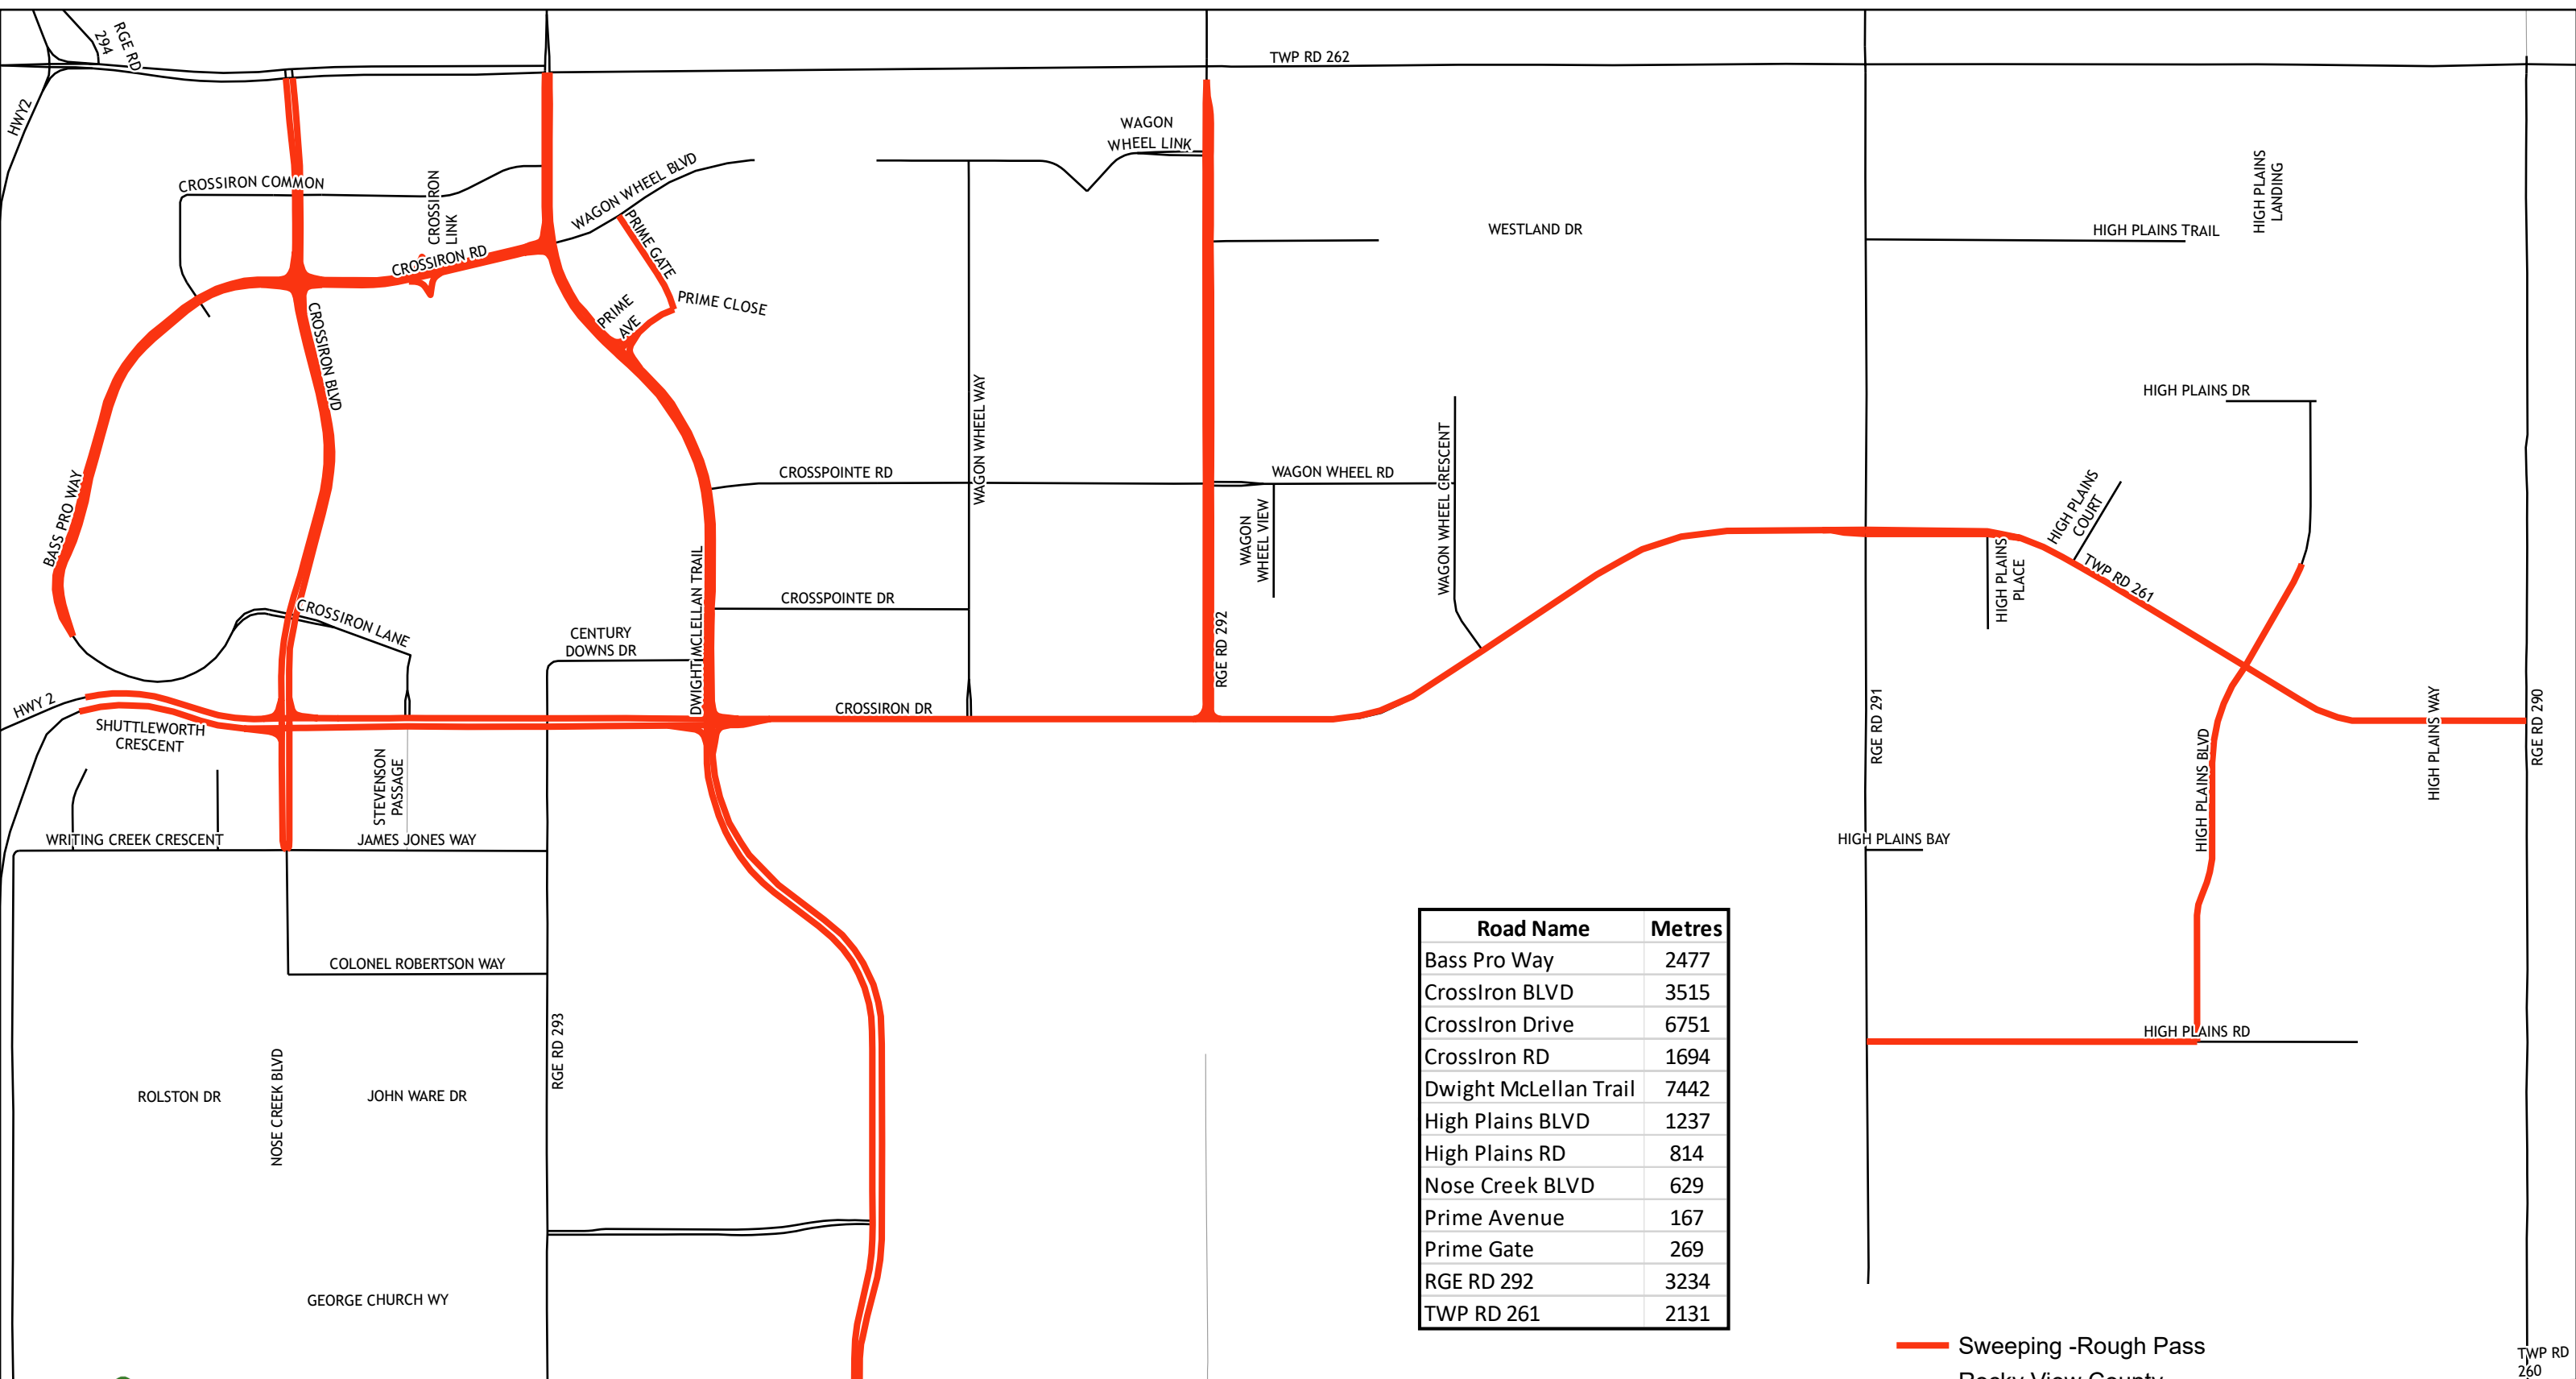 RGE RD
294
TWP RD 262
HWY2
WAGON
WHEEL LINK
CROSSIRON COMMON
CROSSIRON
LINK
WAGON WHEEL BLVD
HIGH PLAINS
LANDING
WESTLAND DR
HIGH PLAINS TRAIL
CROSSIRON RD
PRIME GATE
PRIME CLOSE
PRIME
AVE
CROSSIRON BLVD
HIGH PLAINS DR
WAGON WHEEL WAY
CROSSPOINTE RD
WAGON WHEEL RD
WAGON WHEEL CRESCENT
BASS PRO WAY
WAGON
WHEEL VIEW
HIGH PLAINS
COURT
HIGH PLAINS
PLACE
TWP RD 261
DWIGHT MCLELLAN TRAIL
CROSSPOINTE DR
CROSSIRON LANE
CENTURY
DOWNS DR
RGE RD 292
HWY 2
CROSSIRON DR
RGE RD 291
HIGH PLAINS WAY
RGE RD 290
SHUTTLEWORTH
CRESCENT
STEVENSON
PASSAGE
HIGH PLAINS BLVD
WRITING CREEK CRESCENT
JAMES JONES WAY
HIGH PLAINS BAY
COLONEL ROBERTSON WAY
RGE RD 293
HIGH PLAINS RD
ROLSTON DR
NOSE CREEK BLVD
JOHN WARE DR
GEORGE CHURCH WY
Road Name Metres
Bass Pro Way 2477
CrossIron BLVD 3515
CrossIron Drive 6751
CrossIron RD 1694
Dwight McLellan Trail 7442
High Plains BLVD 1237
High Plains RD 814
Nose Creek BLVD 629
Prime Avenue 167
Prime Gate 269
RGE RD 292 3234
TWP RD 261 2131
Sweeping -Rough Pass
Rocky View County
TWP RD
260